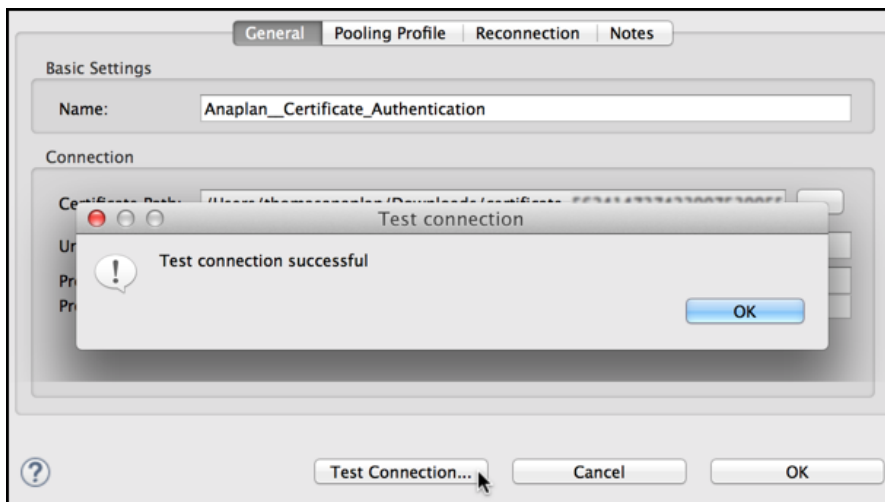 General Pooling Profile Reconnection Notes
Basic Settings
Name: Anaplan__Certificate_Authentication
Connection
Test connection
Test connection successful
OK
Test Connection... Cancel OK